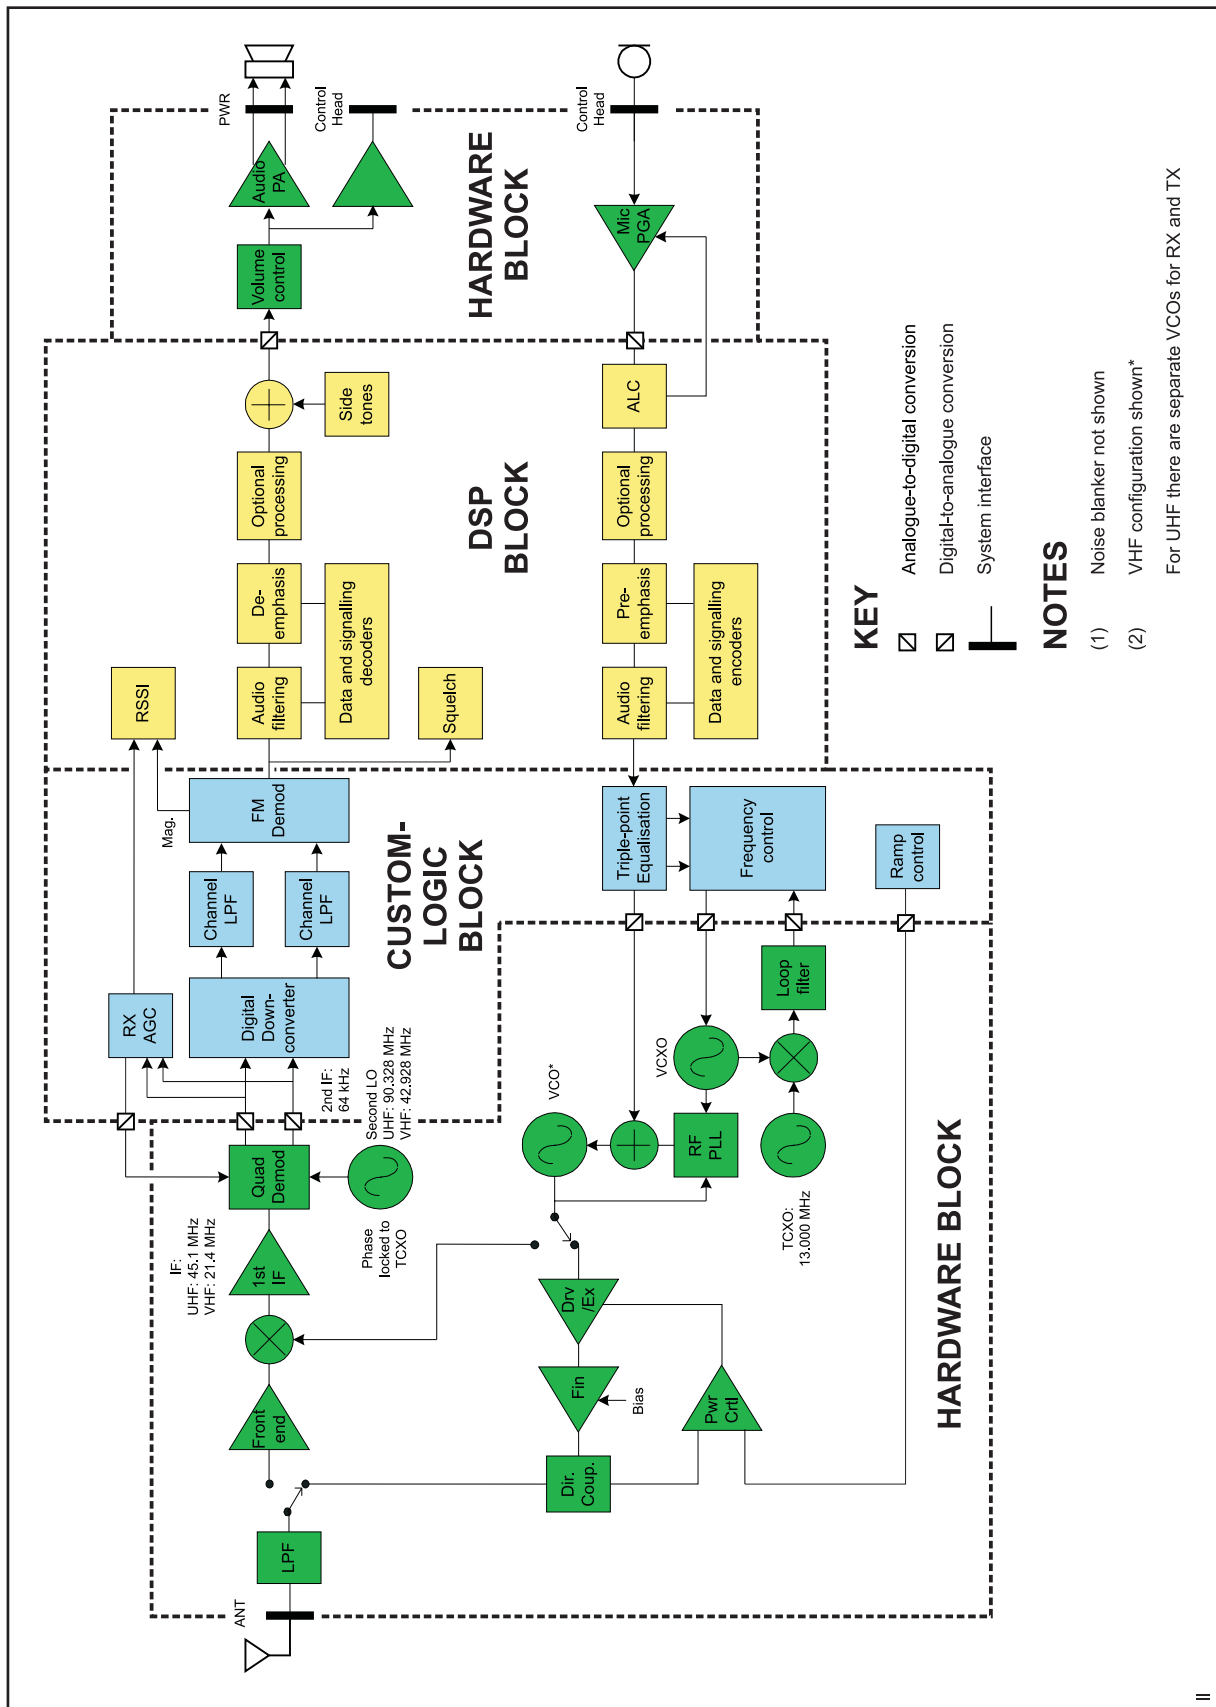 PWR
Control
Head
Audio
PA
Volume
control
HARDWARE
BLOCK
Control
Head
Mic
PGA
Side
tones
Optional
processing
De-
emphasis
Audio
filtering
Data and signalling
decoders
RSSI
Squelch
DSP
BLOCK
ALC
Optional
processing
Pre-
emphasis
Audio
filtering
Data and signalling
encoders
Mag.
FM
Demod
Channel
LPF
Channel
LPF
RX
AGC
Digital
Down-
converter
CUSTOM-
LOGIC
BLOCK
Triple-point
Equalisation
Frequency
control
Ramp
control
2nd IF:
64 kHz
Second LO
UHF: 90.328 MHz
VHF: 42.928 MHz
Quad
Demod
Phase
locked to
TCXO
IF:
UHF: 45.1 MHz
VHF: 21.4 MHz
1st
IF
Front
end
LPF
ANT
VCO*
VCXO
Loop
filter
RF
PLL
TCXO:
13.000 MHz
Drv
/Ex
Fin
Bias
Pwr
Crtl
Dir.
Coup.
HARDWARE BLOCK
KEY
Analogue-to-digital conversion
Digital-to-analogue conversion
System interface
NOTES
(1) Noise blanker not shown
(2) VHF configuration shown*
For UHF there are separate VCOs for RX and TX
II